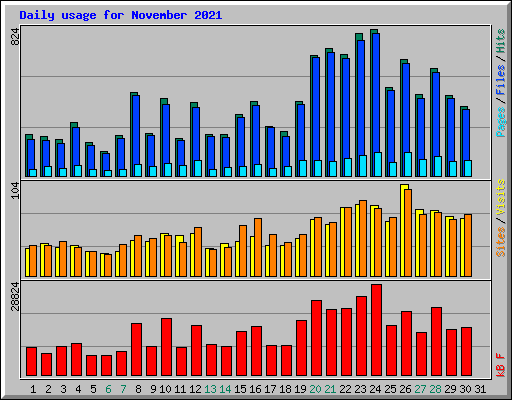 Daily usage for November 2021
824
Pages / Files / Hits
104
Sites / Visits
28824
kB F
1 2 3 4 5 6 7 8 9 10 11 12 13 14 15 16 17 18 19 20 21 22 23 24 25 26 27 28 29 30 31